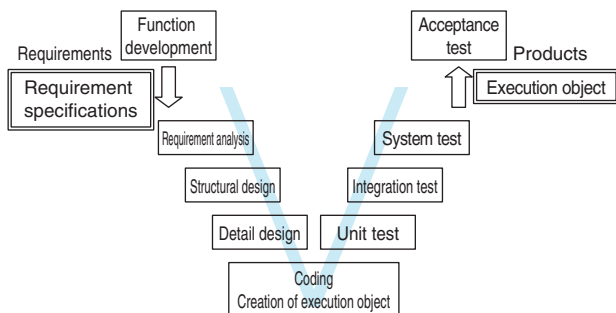 Function
development
Requirements
Requirement
specifications
Acceptance
test
Products
Execution object
Requirement analysis
System test
Structural design
Integration test
Detail design
Unit test
Coding
Creation of execution object